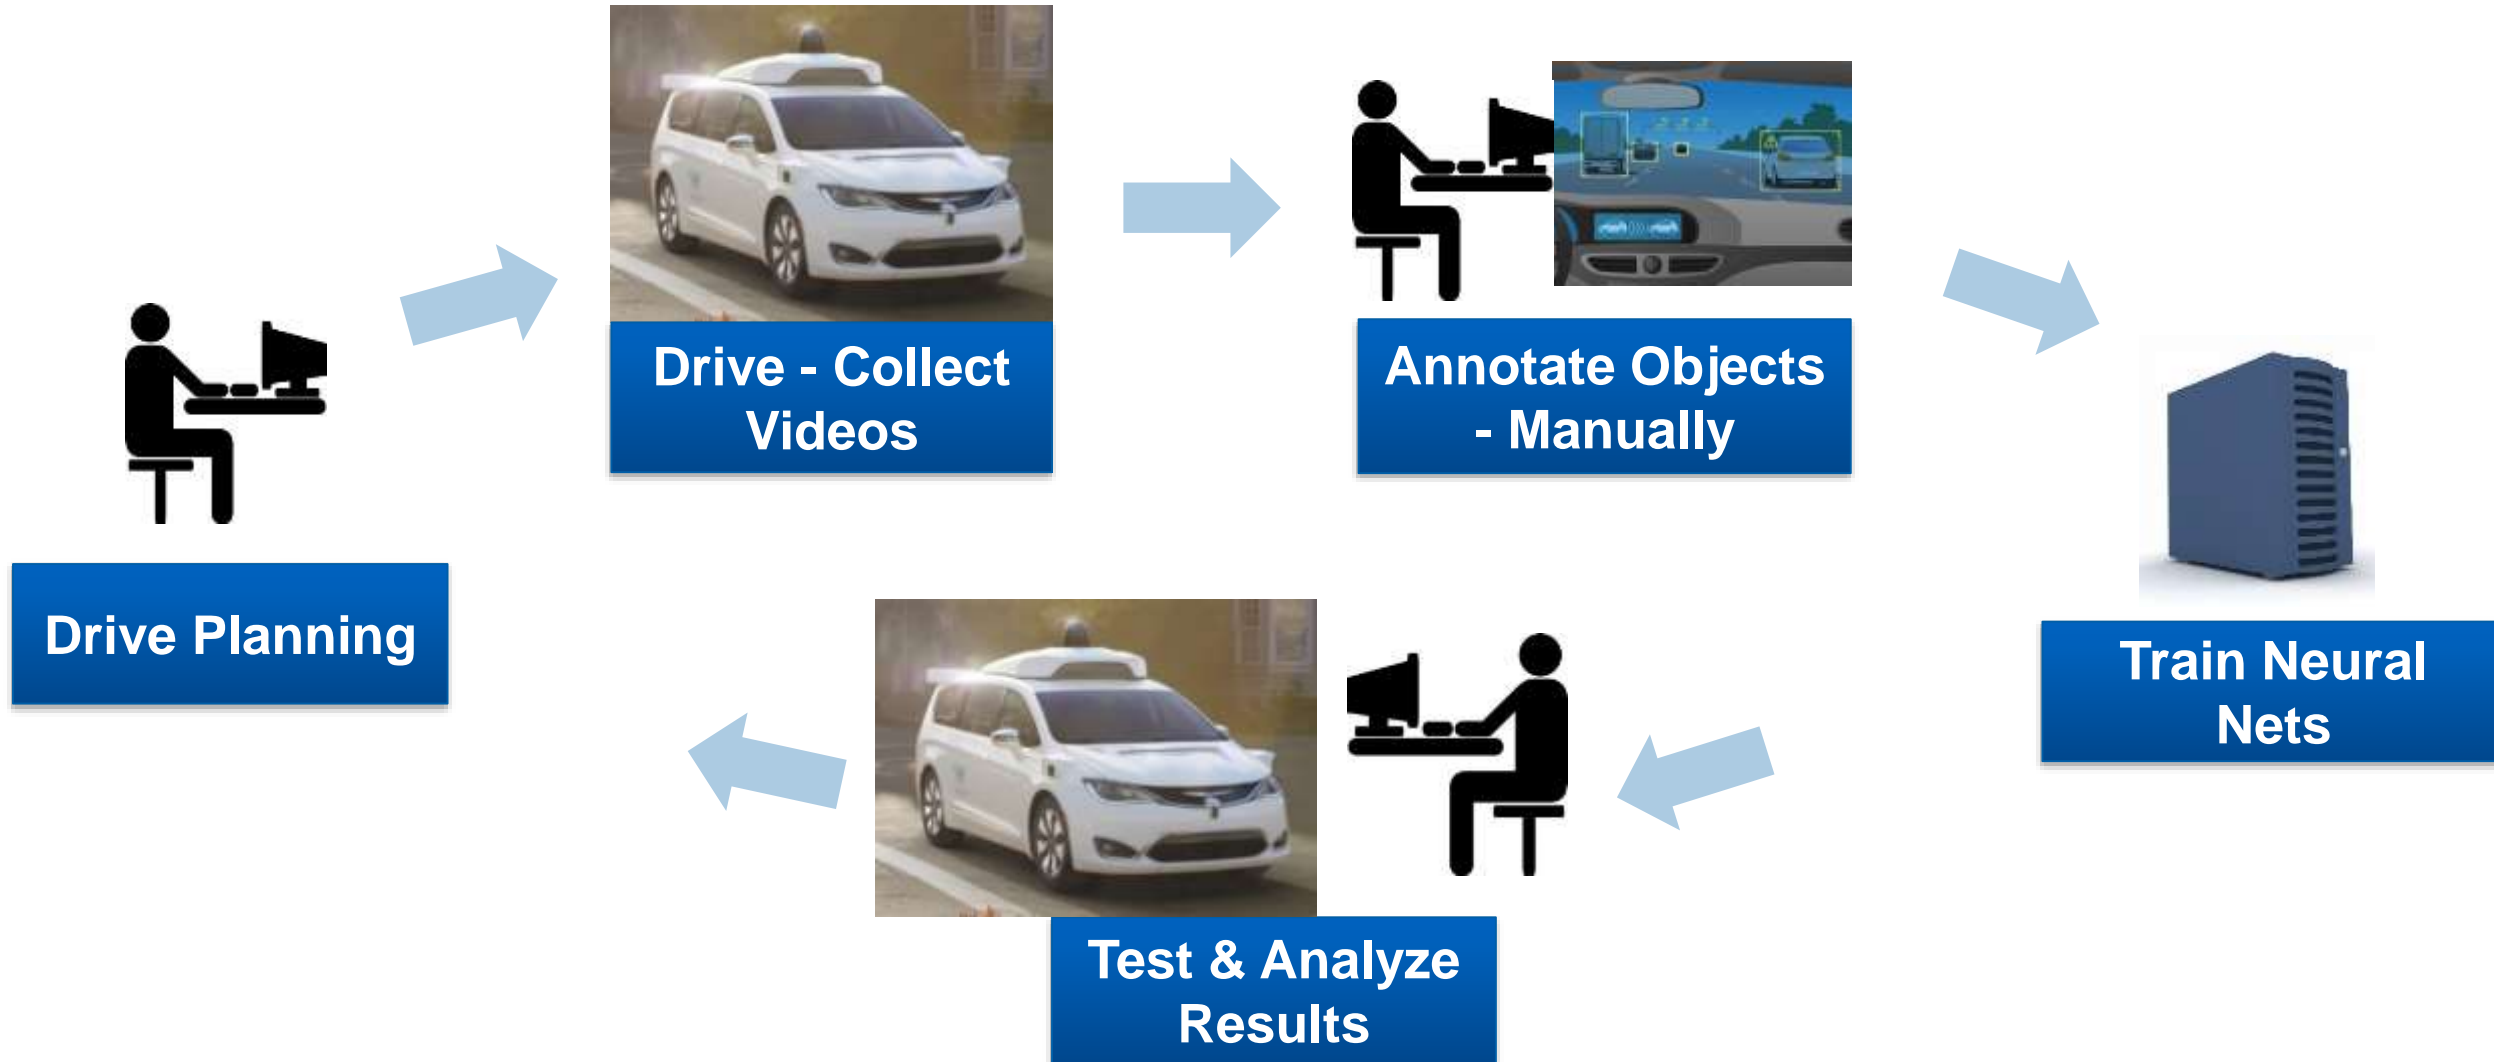 Drive - Collect
Videos
Annotate Objects
- Manually
Drive Planning
Train Neural
Nets
Test & Analyze
Results